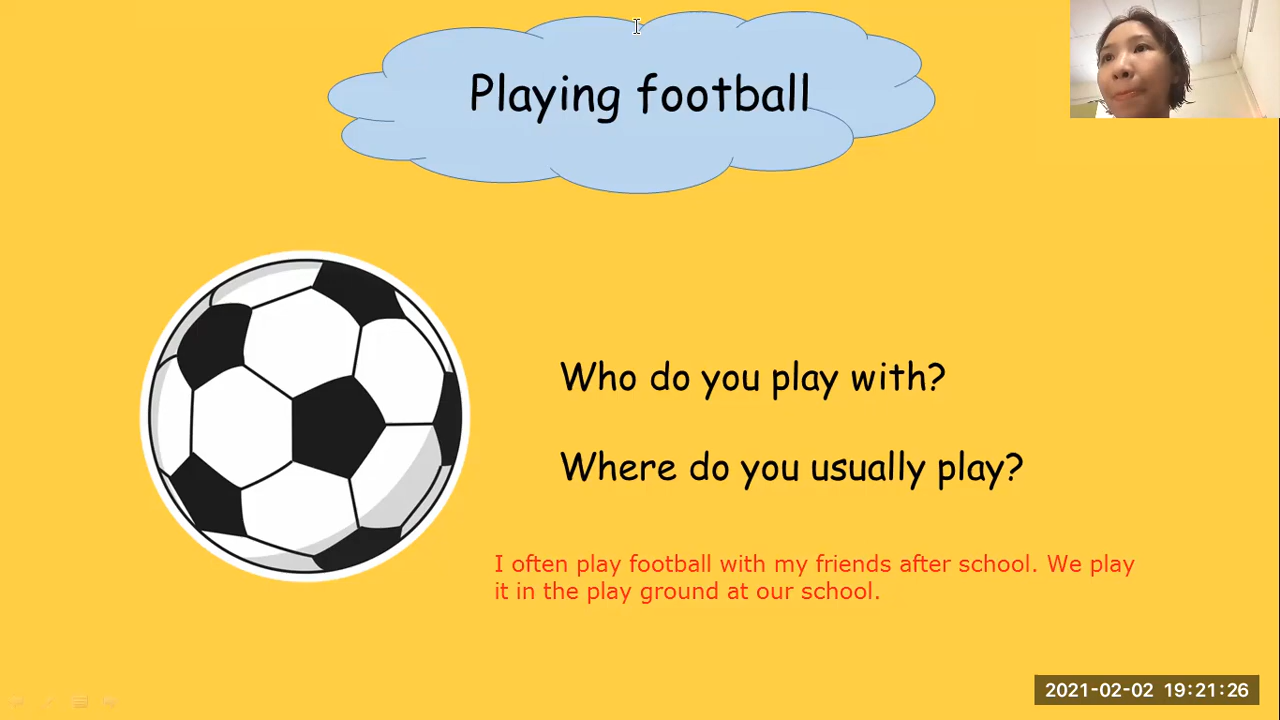 Playing football
Who do you play with?
Where do you usually play?
I often play football with my friends after school. We play
it in the play ground at our school.
2021-02-02 19:21:26